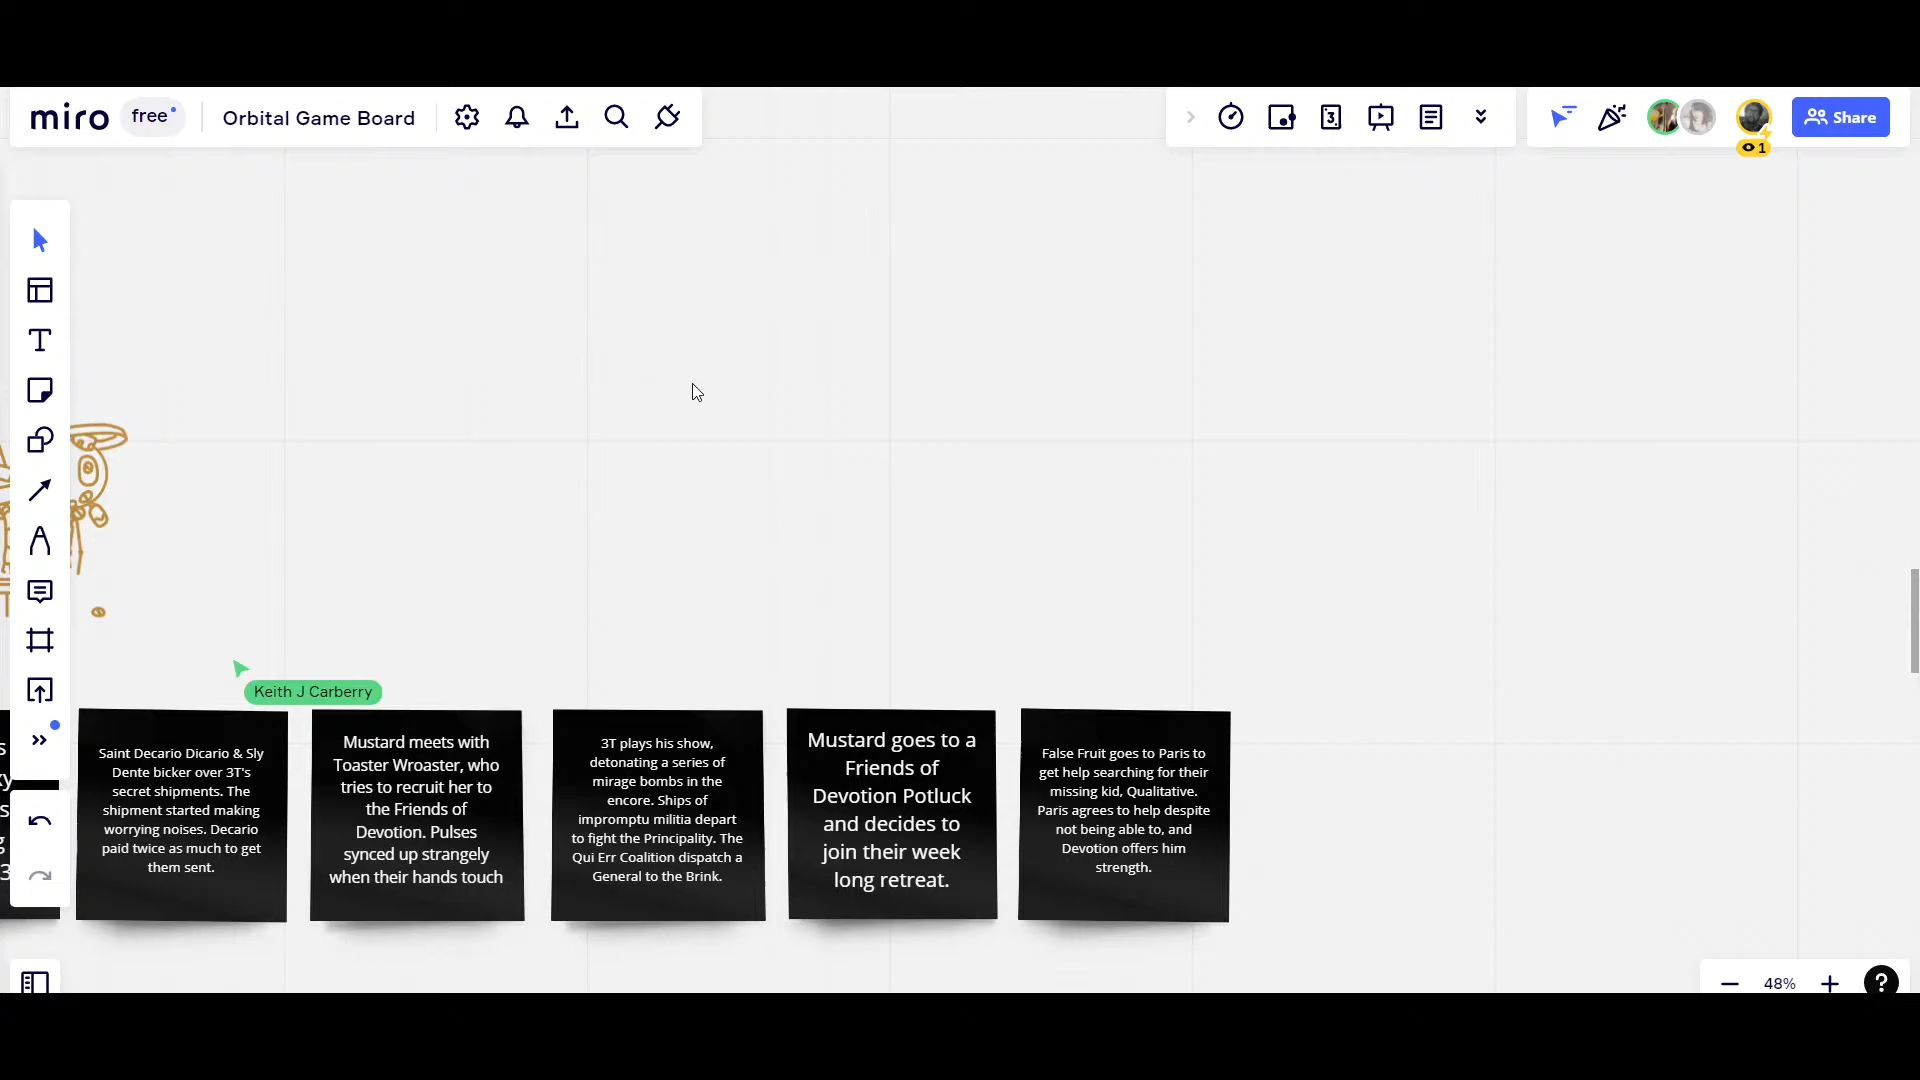 miro
free
Orbital Game Board
3
Share
1
Keith J Carberry
Saint Decario Dicario & Sly
Dente bicker over 3T's
secret shipments. The
shipment started making
worrying noises. Decario
paid twice as much to get
them sent.
Mustard meets with
Toaster Wroaster, who
tries to recruit her to
the Friends of
Devotion. Pulses
synced up strangely
when their hands touch
3T plays his show,
detonating a series of
mirage bombs in the
encore. Ships of
impromptu militia depart
to fight the Principality. The
Qui Err Coalition dispatch a
General to the Brink.
Mustard goes to a
Friends of
Devotion Potluck
and decides to
join their week
long retreat.
False Fruit goes to Paris to
get help searching for their
missing kid, Qualitative.
Paris agrees to help despite
not being able to, and
Devotion offers him
strength.
48%
?